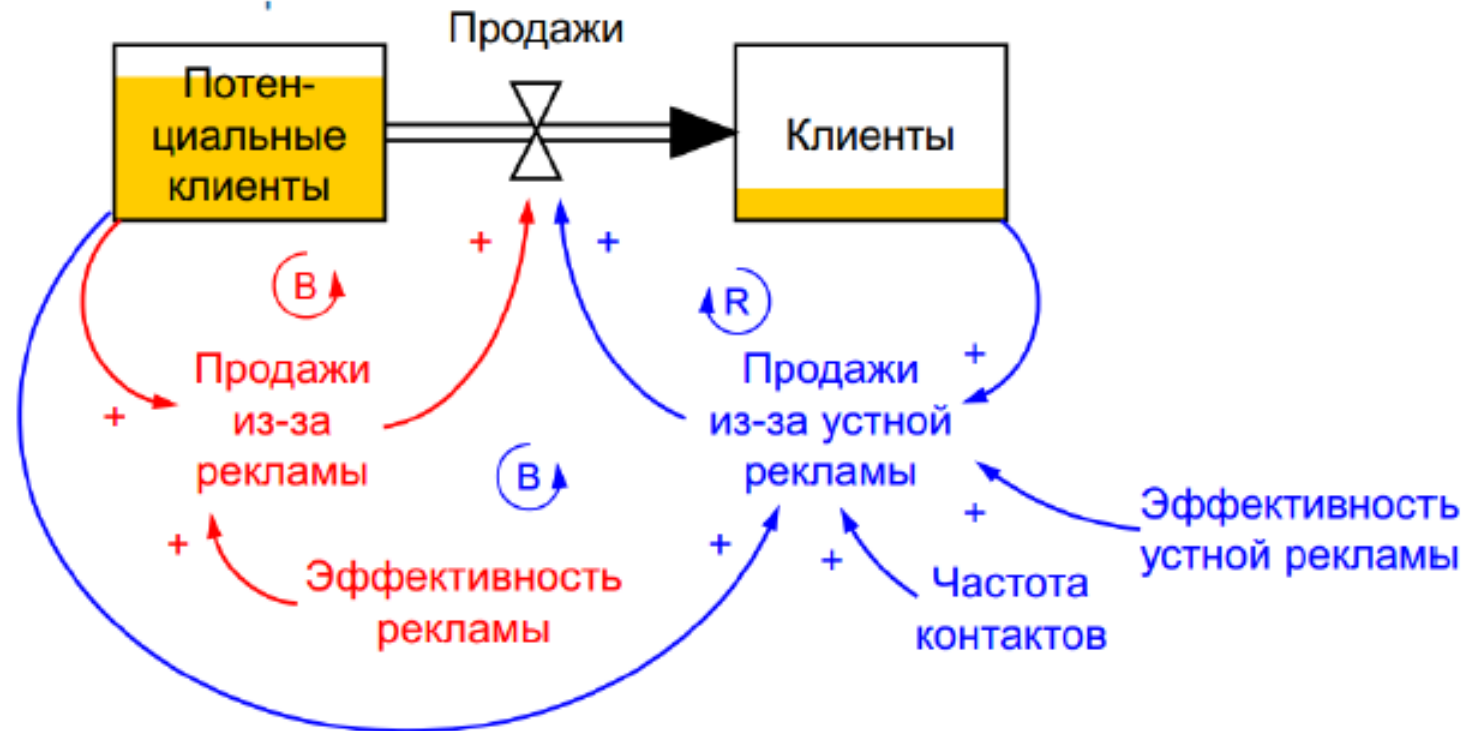 Продажи
Потен-
циальные
клиенты
Клиенты
+
+
B
R
Продажи
из-за
рекламы
+
Продажи
из-за устной
рекламы
+
B
+
Эффективность
рекламы
+
+
+
Частота
контактов
Эффективность
устной рекламы